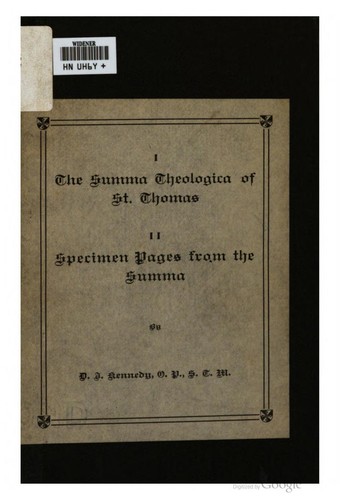 WIDENER
HN UH6Y +
I
The Summa Theologica of
St. Thomas
II
Specimen Pages from the
Summa
By
D. J. Kennedy, O. P., S. T. M.
Digitized by Google